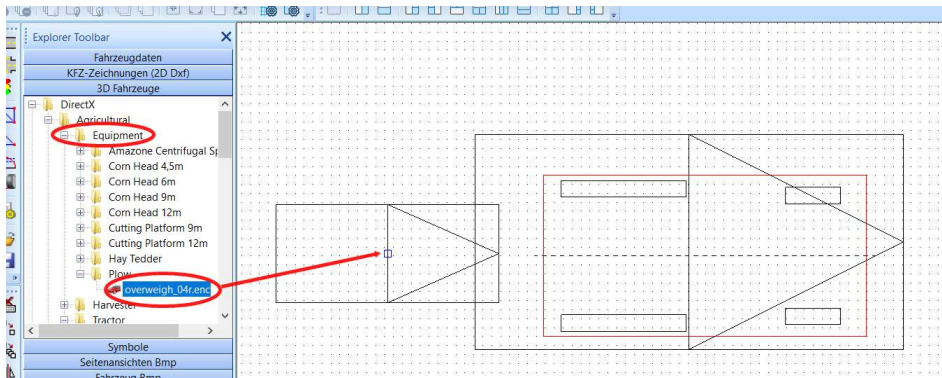 Explorer Toolbar
Fahrzeugdaten
KFZ-Zeichnungen (2D Dxf)
3D Fahrzeuge
DirectX
Agricultural
Equipment
Amazone Centrifugal Sp
Corn Head 4,5m
Corn Head 6m
Corn Head 9m
Corn Head 12m
Cutting Platform 9m
Cutting Platform 12m
Hay Tedder
Plow
overweigh_04r.enc
Harvester
Tractor
Symbole
Seitenansichten Bmp
Fahrzeug Bmp